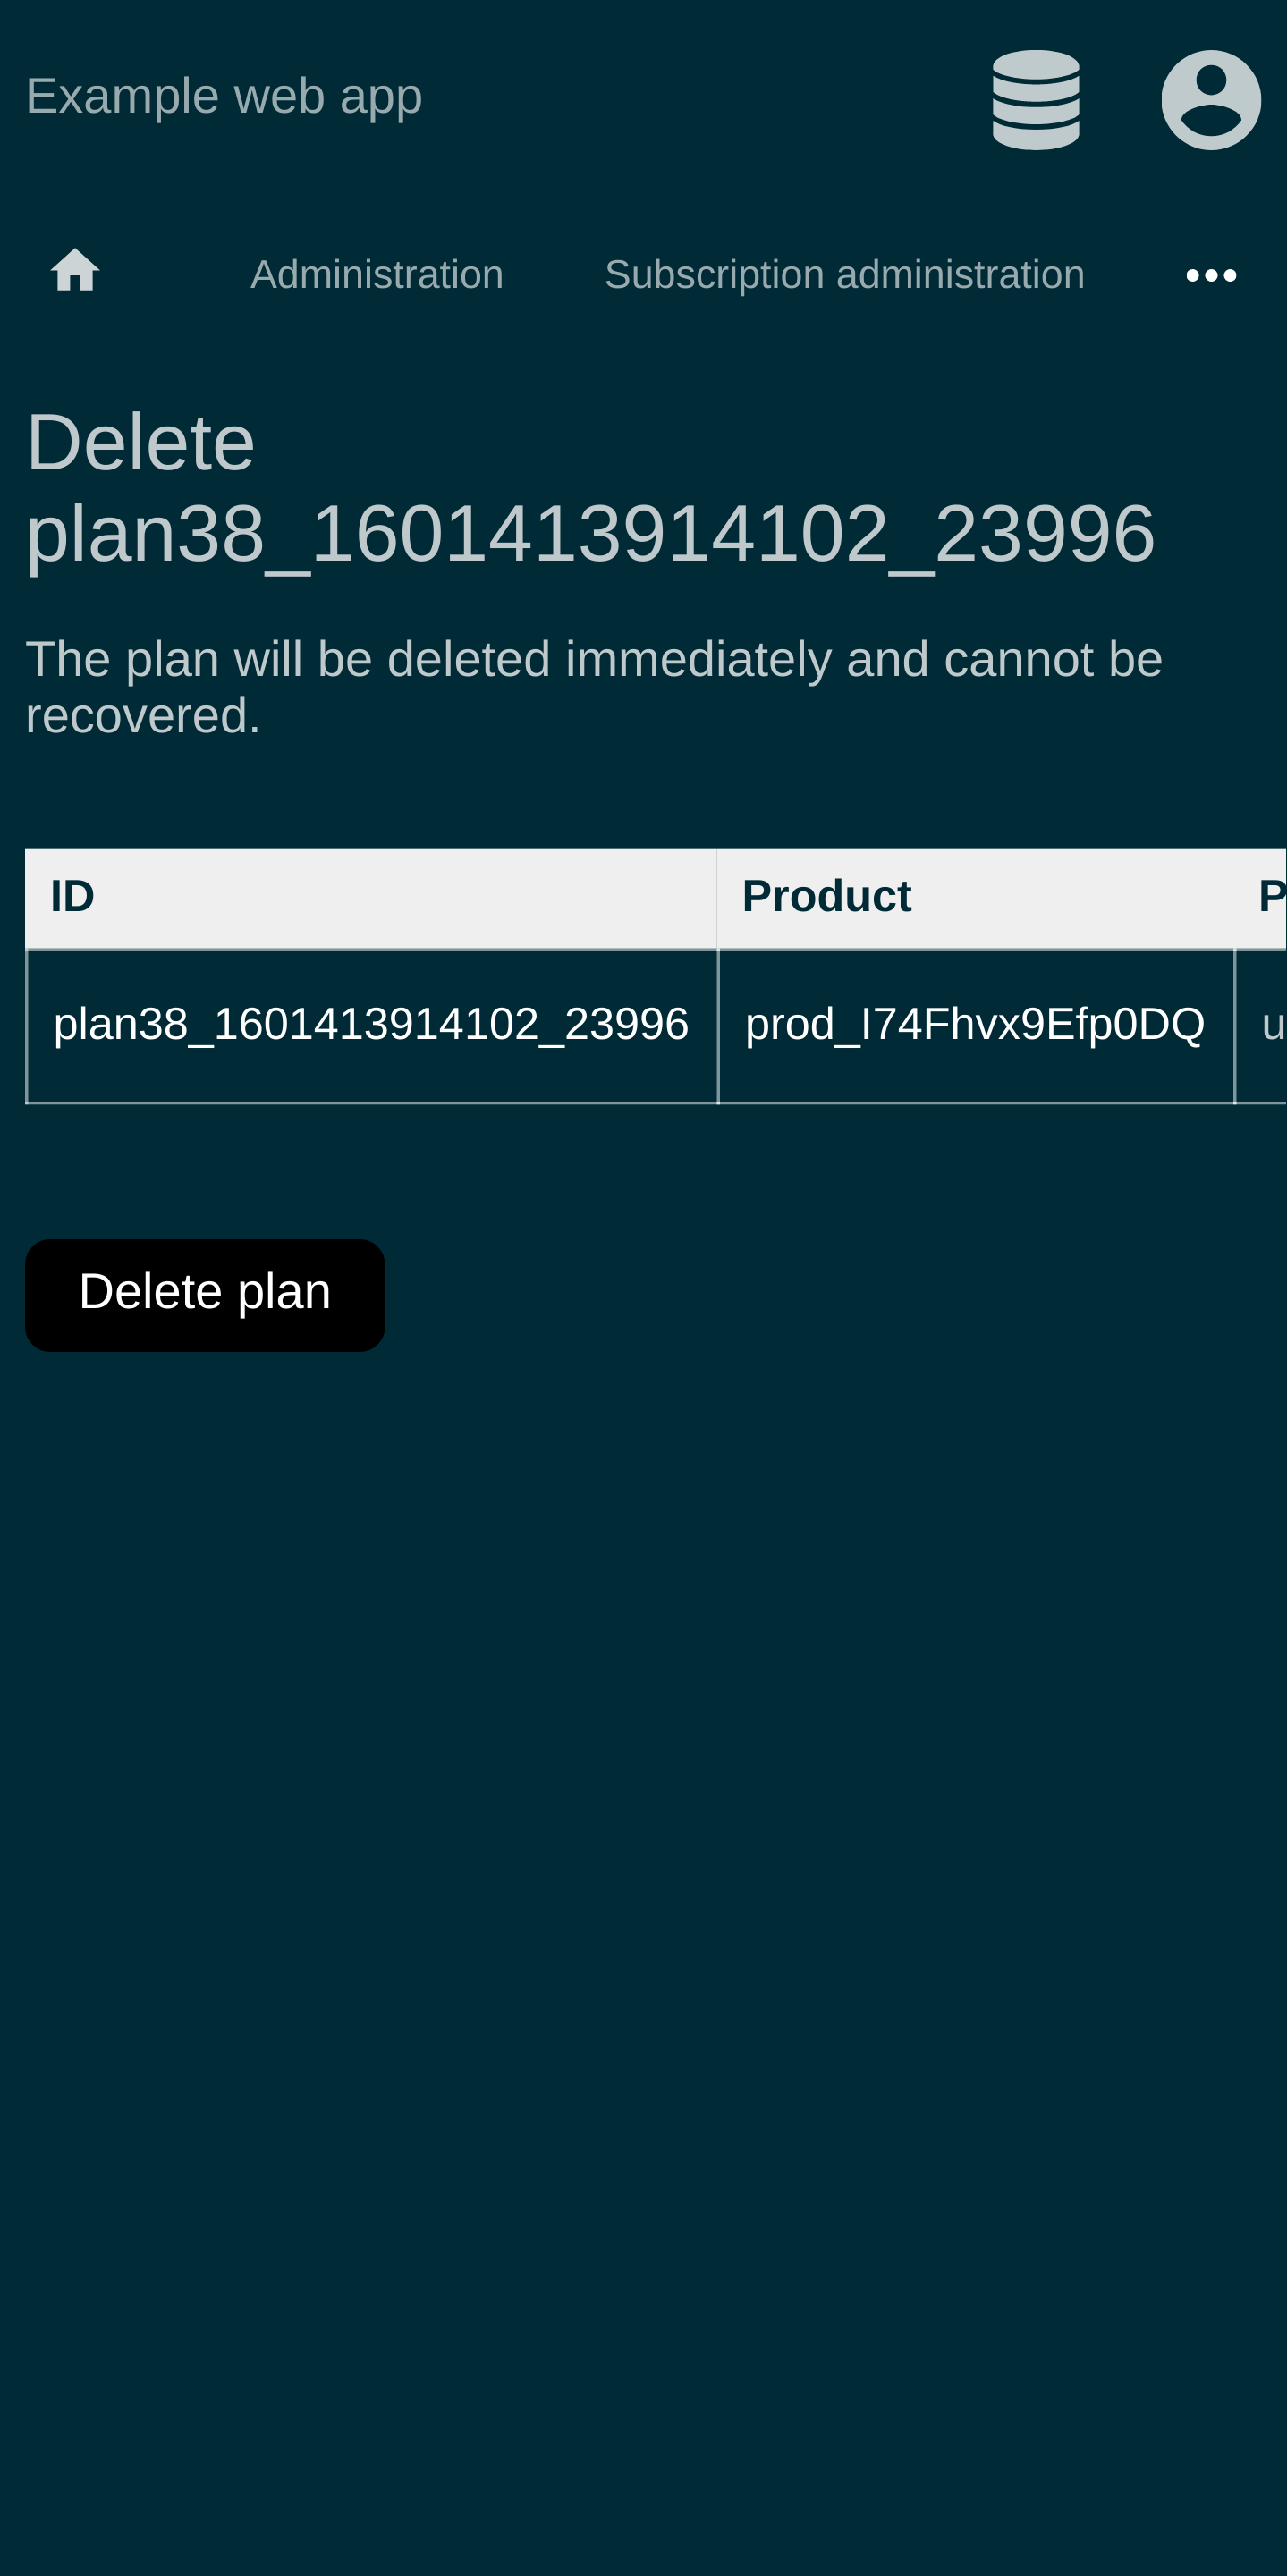 Example web app
Administration Subscription administration
Delete
plan38_1601413914102_23996
The plan will be deleted immediately and cannot be
recovered.
ID Product P
plan38_1601413914102_23996 prod_I74Fhvx9Efp0DQ u
Delete plan